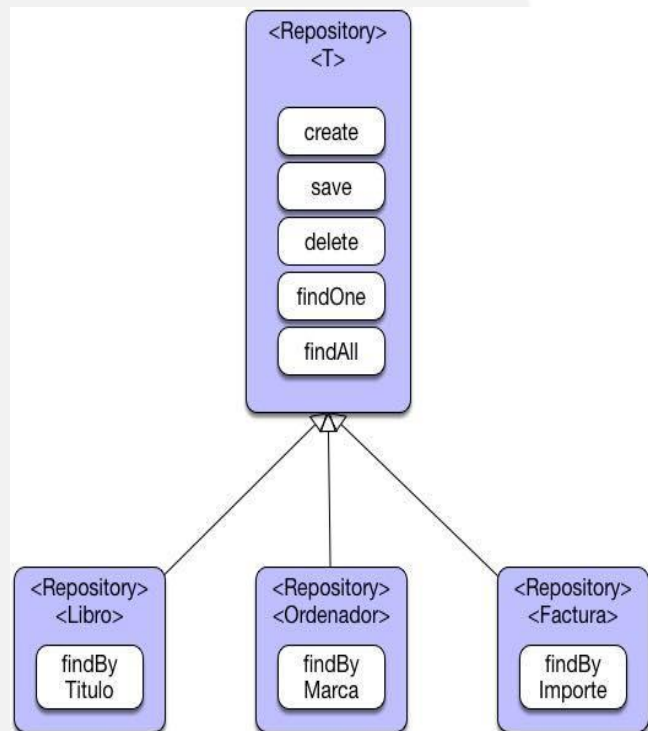 <Repository>
<T>
create
save
delete
findOne
findAll
<Repository>
<Libro>
findBy
Titulo
<Repository>
<Ordenador>
findBy
Marca
<Repository>
<Factura>
findBy
Importe